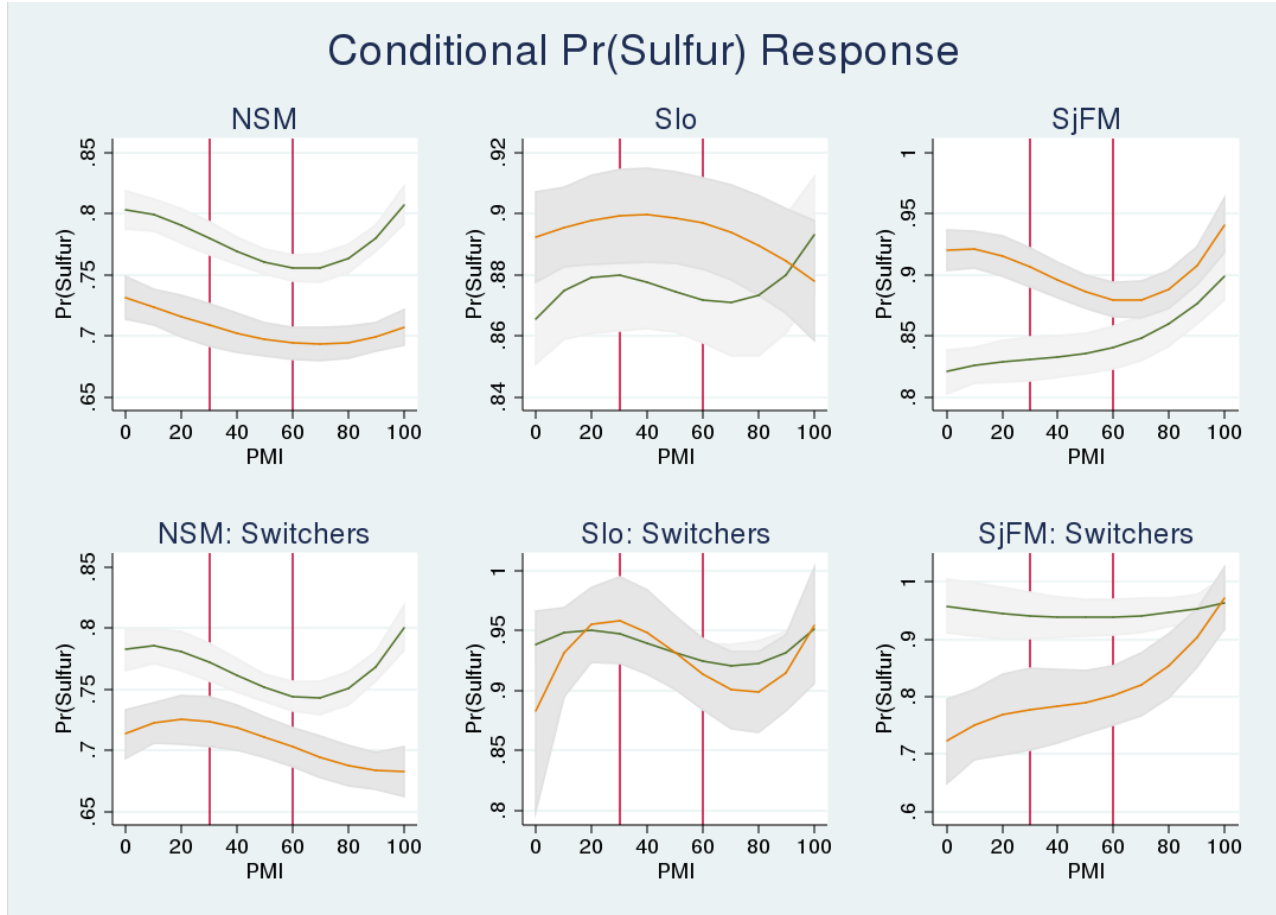 Conditional Pr(Sulfur) Response
NSM
Slo
SjFM
Pr(Sulfur)
.85
.8
.75
.7
.65
0 20 40 60 80 100
PMI
Pr(Sulfur)
.92
.9
.88
.86
.84
0 20 40 60 80 100
PMI
Pr(Sulfur)
1
.95
.9
.85
.8
0 20 40 60 80 100
PMI
NSM: Switchers
Slo: Switchers
SjFM: Switchers
Pr(Sulfur)
.85
.8
.75
.7
.65
0 20 40 60 80 100
PMI
Pr(Sulfur)
1
.95
.9
.85
.8
0 20 40 60 80 100
PMI
Pr(Sulfur)
1
.9
.8
.7
.6
0 20 40 60 80 100
PMI